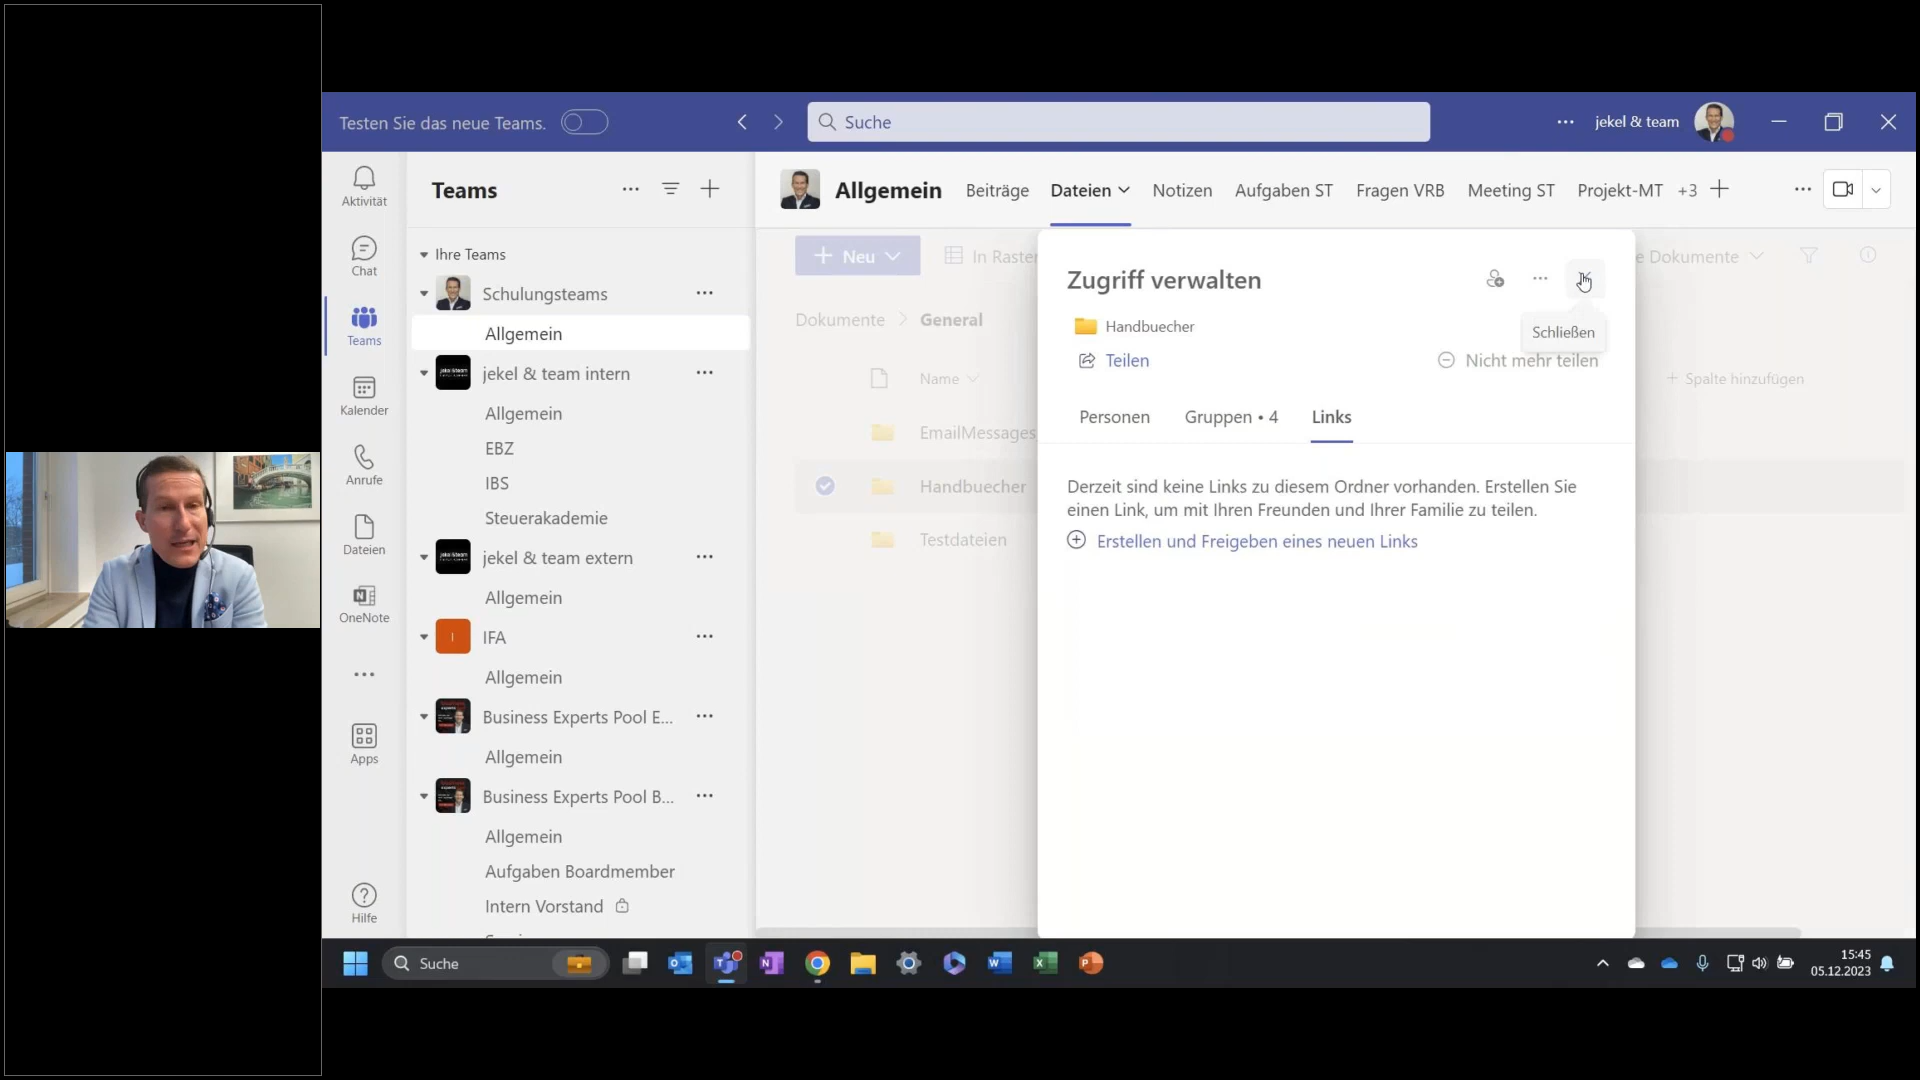 Testen Sie das neue Teams.
Suche
jekel & team
Aktivität
Chat
Teams
Kalender
Anrufe
Dateien
OneNote
Apps
Hilfe
Teams
Ihre Teams
Schulungsteams
Allgemein
jekel & team intern
Allgemein
EBZ
IBS
Steuerakademie
jekel & team extern
Allgemein
I
IFA
Allgemein
Business Experts Pool E...
Allgemein
Business Experts Pool B...
Allgemein
Aufgaben Boardmember
Intern Vorstand
Allgemein
Beiträge
Dateien
Notizen
Aufgaben ST
Fragen VRB
Meeting ST
Projekt-MT
+3
Neu
In Raster
e Dokumente
Dokumente > General
Name
Spalte hinzufügen
EmailMessages
Handbuecher
Testdateien
Zugriff verwalten
Handbuecher
Schließen
Teilen
Nicht mehr teilen
Personen
Gruppen • 4
Links
Derzeit sind keine Links zu diesem Ordner vorhanden. Erstellen Sie
einen Link, um mit Ihren Freunden und Ihrer Familie zu teilen.
Erstellen und Freigeben eines neuen Links
Suche
15:45
05.12.2023